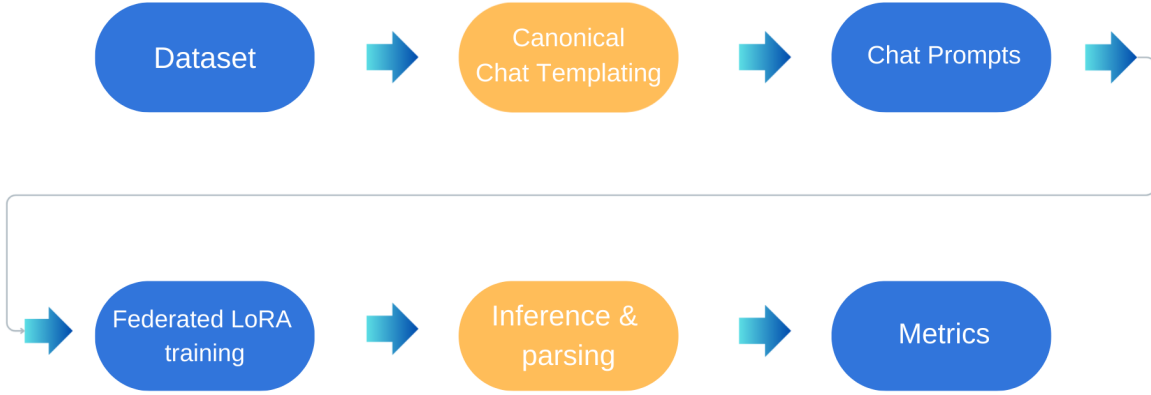 Dataset
Canonical
Chat Templating
Chat Prompts
Federated LoRA
training
Inference &
parsing
Metrics